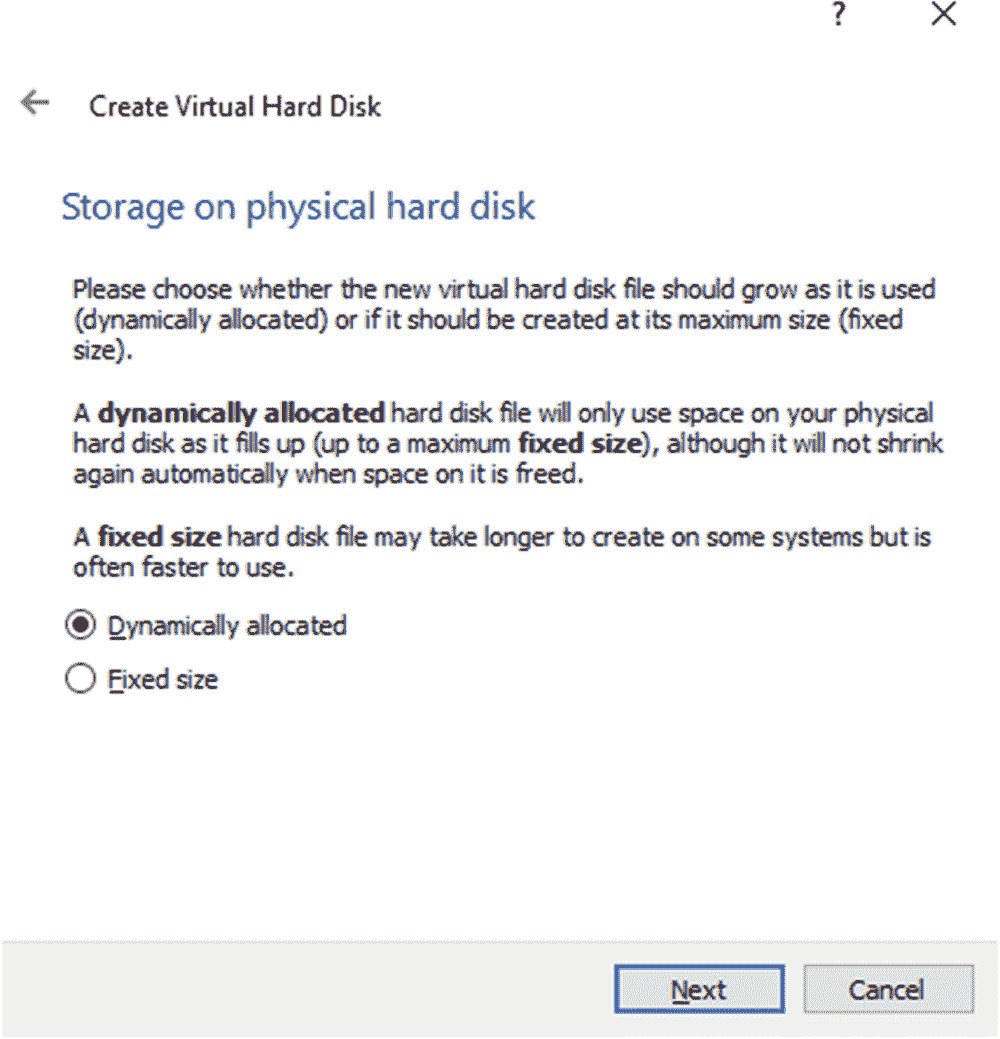 ?
Create Virtual Hard Disk
Storage on physical hard disk
Please choose whether the new virtual hard disk file should grow as it is used
(dynamically allocated) or if it should be created at its maximum size (fixed
size).
A dynamically allocated hard disk file will only use space on your physical
hard disk as it fills up (up to a maximum fixed size), although it will not shrink
again automatically when space on it is freed.
A fixed size hard disk file may take longer to create on some systems but is
often faster to use.
Dynamically allocated
Fixed size
Next Cancel